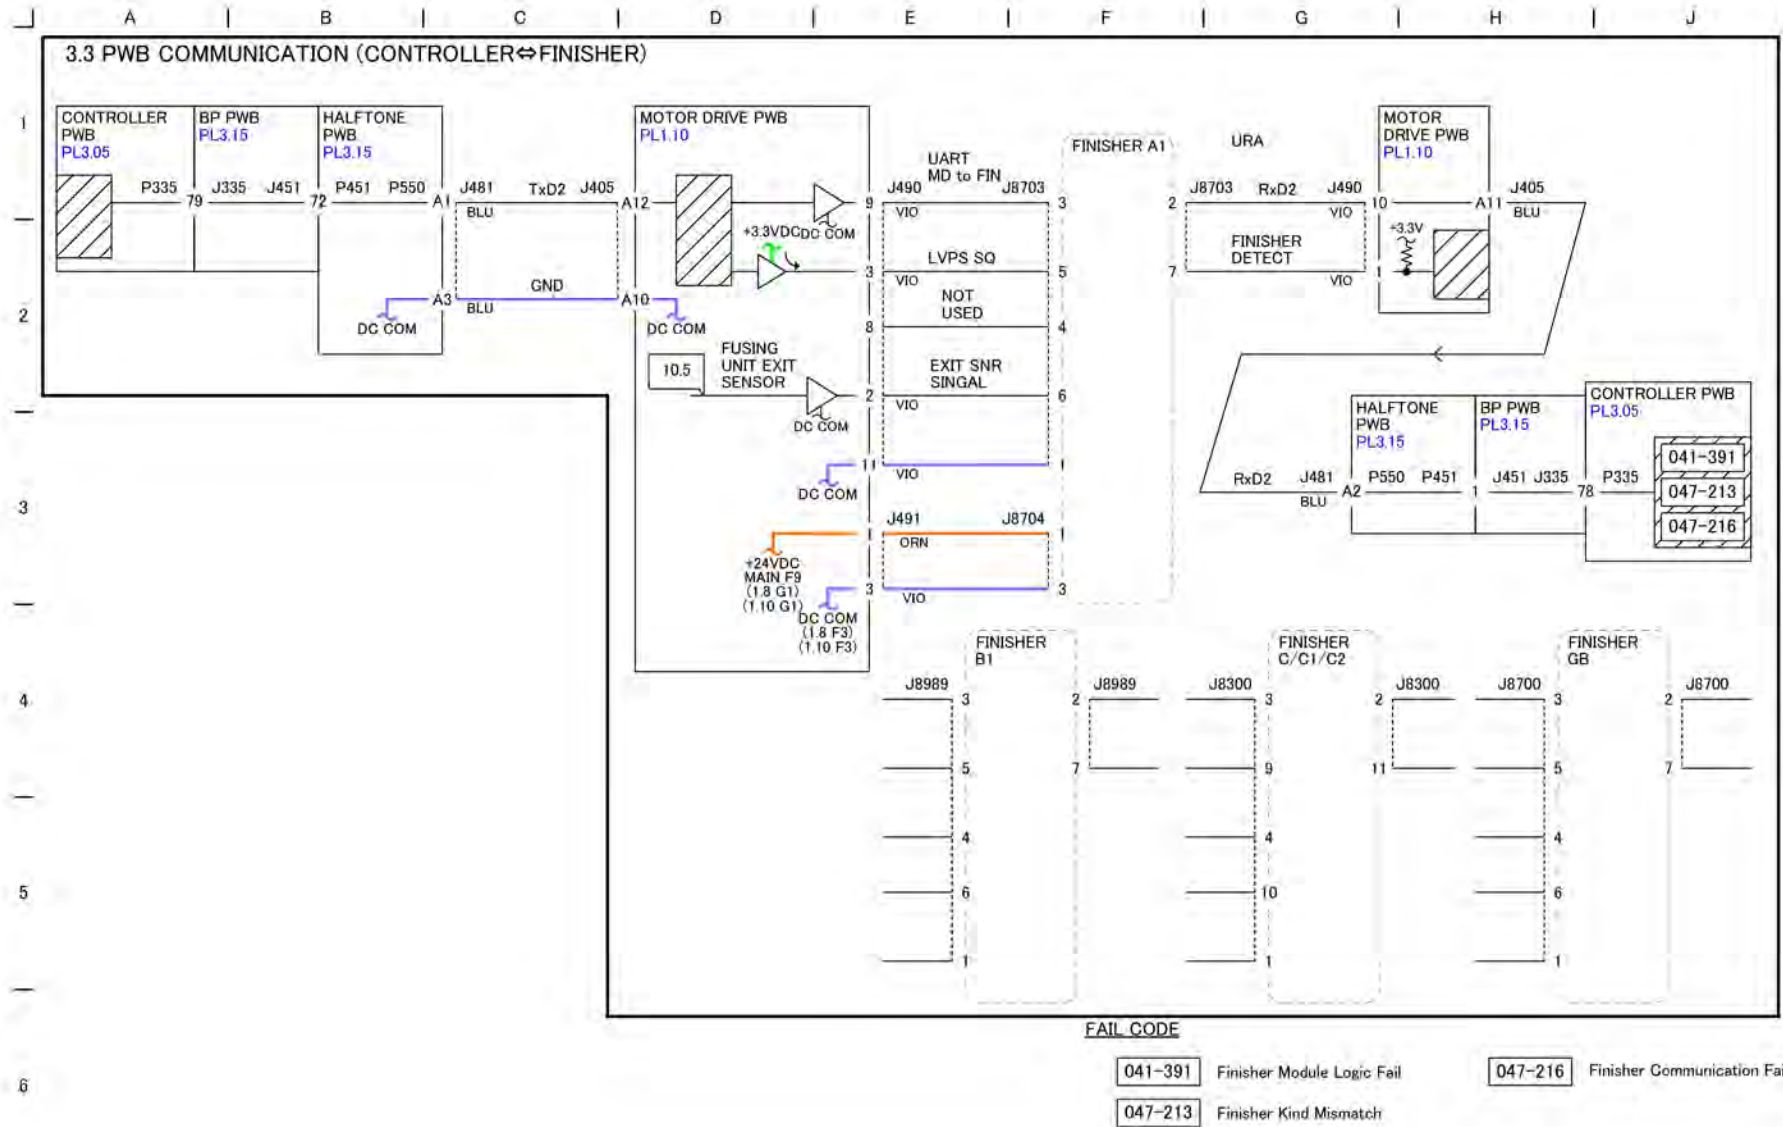 A B C D E F G H J
3.3 PWB COMMUNICATION (CONTROLLER⇔FINISHER)
1
2
3
4
5
6
CONTROLLER
PWB
PL3.05
BP PWB
PL3.15
HALFTONE
PWB
PL3.15
P335 79 J335 J451 72 P451 P550 A1 J481 TxD2 J405 A12
BLU
GND
A3 BLU A10
DC COM
DC COM
MOTOR DRIVE PWB
PL1.10
+3.3VDC
DC COM
10.5
FUSING
UNIT EXIT
SENSOR
DC COM
DC COM
+24VDC
MAIN F9
(1.8 G1)
(1.10 G1)
DC COM
(1.8 F3)
(1.10 F3)
UART
MD to FIN
J490 J8703
9 VIO 3
LVPS SQ
3 VIO 5
NOT
USED
8 4
EXIT SNR
SINGAL
2 VIO 6
11 VIO 1
J491 J8704
1 ORN 1
3 VIO 3
FINISHER A1
URA
2 J8703 RxD2 J490 10
VIO
FINISHER
DETECT
7 VIO 1
MOTOR
DRIVE PWB
PL1.10
+3.3V
A11 J405
BLU
HALFTONE
PWB
PL3.15
BP PWB
PL3.15
CONTROLLER PWB
PL3.05
RxD2 J481 A2 P550 P451 1 J451 J335 78 P335
BLU
041-391
047-213
047-216
FINISHER
B1
J8989 3 2 J8989
5 7
4
6
1
FINISHER
C/C1/C2
J8300 3 2 J8300
9 11
4
10
1
FINISHER
GB
J8700 3 2 J8700
5 7
4
6
1
FAIL CODE
041-391 Finisher Module Logic Fail
047-216 Finisher Communication Fai
047-213 Finisher Kind Mismatch